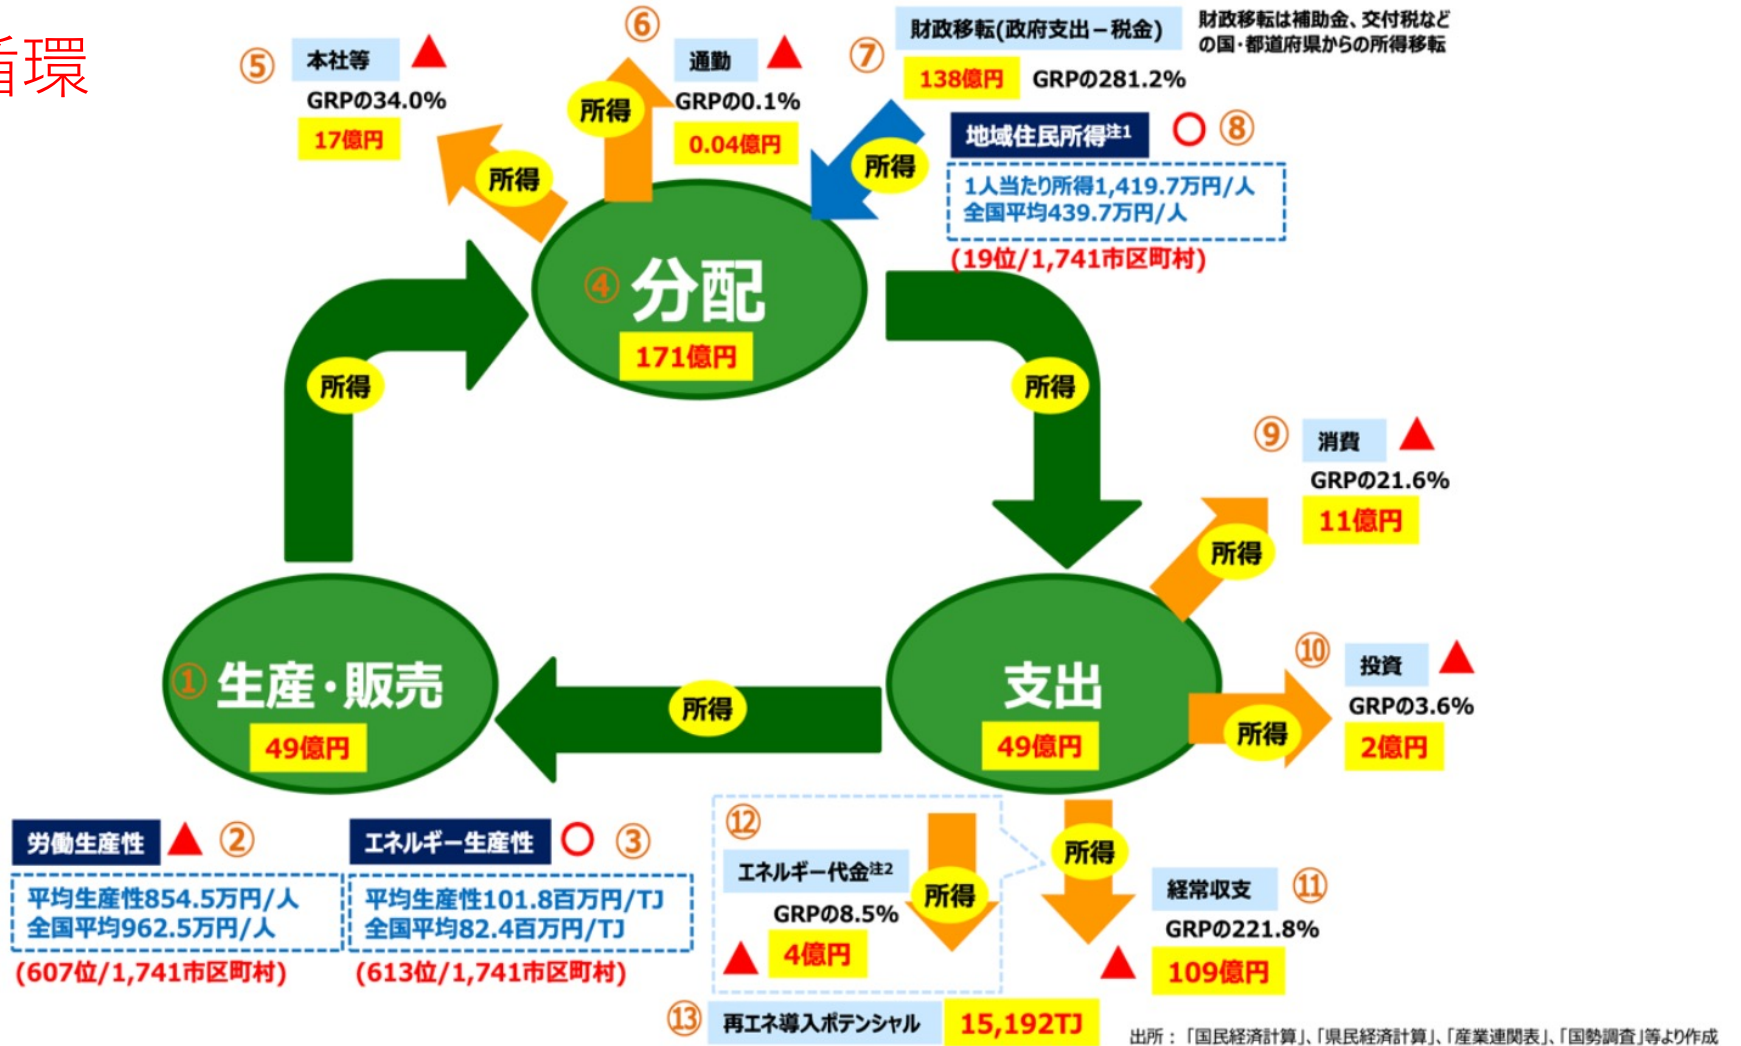 循環
⑤ 本社等 ▲
GRPの34.0%
17億円
所得
⑥
通勤 ▲
GRPの0.1%
0.04億円
所得
⑦ 財政移転(政府支出－税金)
138億円 GRPの281.2%
財政移転は補助金、交付税など
の国・都道府県からの所得移転
所得
地域住民所得注1 ○ ⑧
1人当たり所得1,419.7万円/人
全国平均439.7万円/人
(19位/1,741市区町村)
④ 分配
171億円
所得
所得
⑨ 消費 ▲
GRPの21.6%
11億円
所得
① 生産・販売
49億円
所得
支出
49億円
⑩ 投資 ▲
GRPの3.6%
2億円
所得
労働生産性 ▲ ②
平均生産性854.5万円/人
全国平均962.5万円/人
(607位/1,741市区町村)
エネルギー生産性 ○ ③
平均生産性101.8百万円/TJ
全国平均82.4百万円/TJ
(613位/1,741市区町村)
⑫
エネルギー代金注2
GRPの8.5%
▲ 4億円
所得
所得
経常収支 ⑪
GRPの221.8%
▲ 109億円
⑬ 再エネ導入ポテンシャル 15,192TJ
出所：「国民経済計算」、「県民経済計算」、「産業連関表」、「国勢調査」等より作成